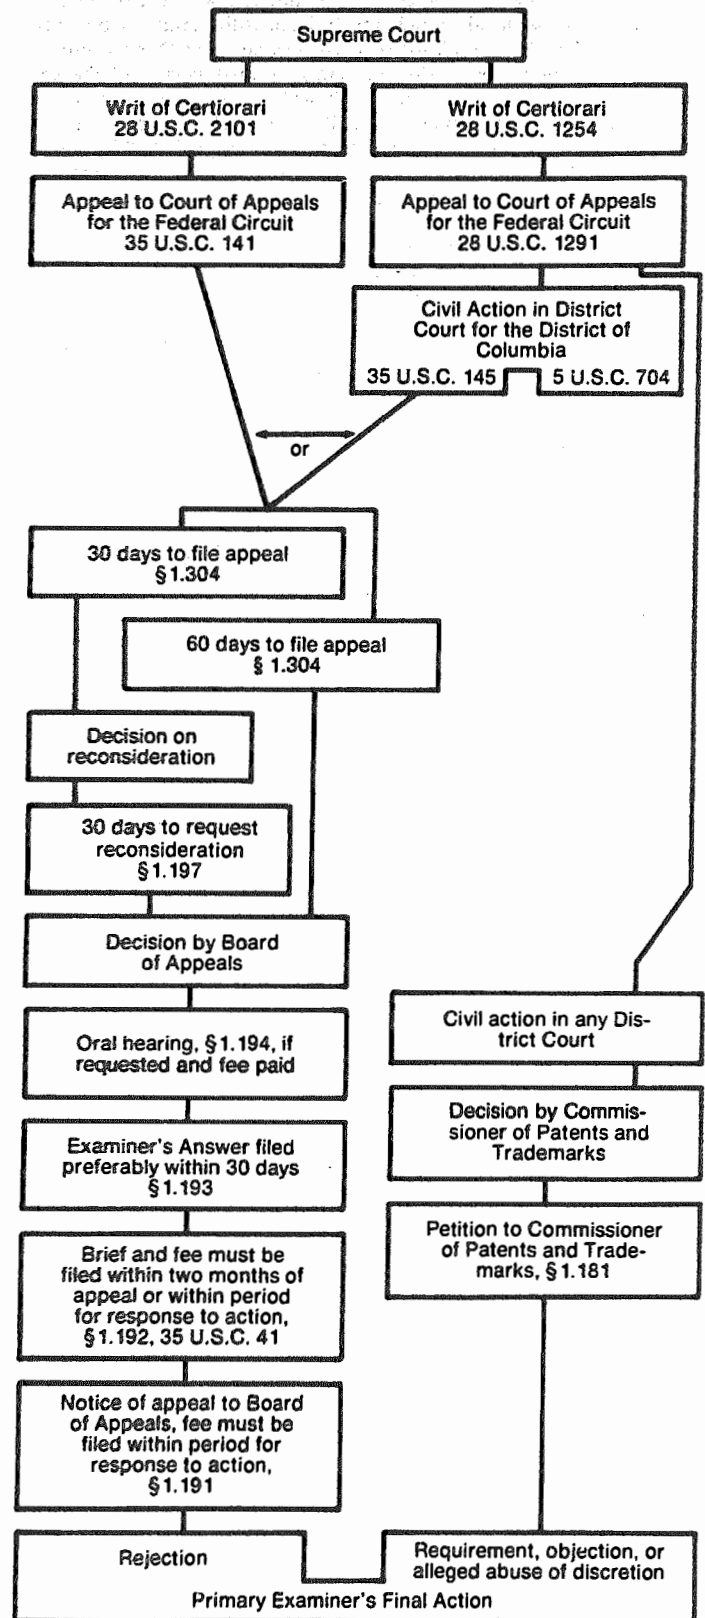 Supreme Court
Writ of Certiorari
28 U.S.C. 2101
Writ of Certiorari
28 U.S.C. 1254
Appeal to Court of Appeals
for the Federal Circuit
35 U.S.C. 141
Appeal to Court of Appeals
for the Federal Circuit
28 U.S.C. 1291
Civil Action in District
Court for the District of
Columbia
35 U.S.C. 145
5 U.S.C. 704
or
30 days to file appeal
§1.304
60 days to file appeal
§ 1.304
Decision on
reconsideration
30 days to request
reconsideration
§1.197
Decision by Board
of Appeals
Oral hearing, §1.194, if
requested and fee paid
Examiner's Answer filed
preferably within 30 days
§1.193
Brief and fee must be
filed within two months of
appeal or within period
for response to action,
§1.192, 35 U.S.C. 41
Notice of appeal to Board
of Appeals, fee must be
filed within period for
response to action,
§1.191
Civil action in any Dis-
trict Court
Decision by Commis-
sioner of Patents and
Trademarks
Petition to Commissioner
of Patents and Trade-
marks, §1.181
Rejection
Requirement, objection, or
alleged abuse of discretion
Primary Examiner's Final Action